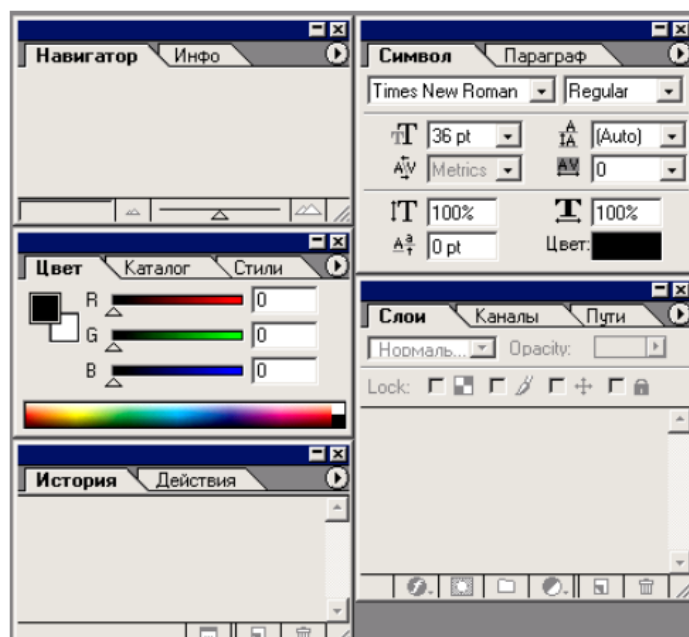 Навигатор Инфо
Цвет Каталог Стили
R 0
G 0
B 0
История Действия
Символ Параграф
Times New Roman Regular
36 pt (Auto)
Metrics 0
100% 100%
0 pt Цвет:
Слои Каналы Пути
Нормаль... Opacity:
Lock: